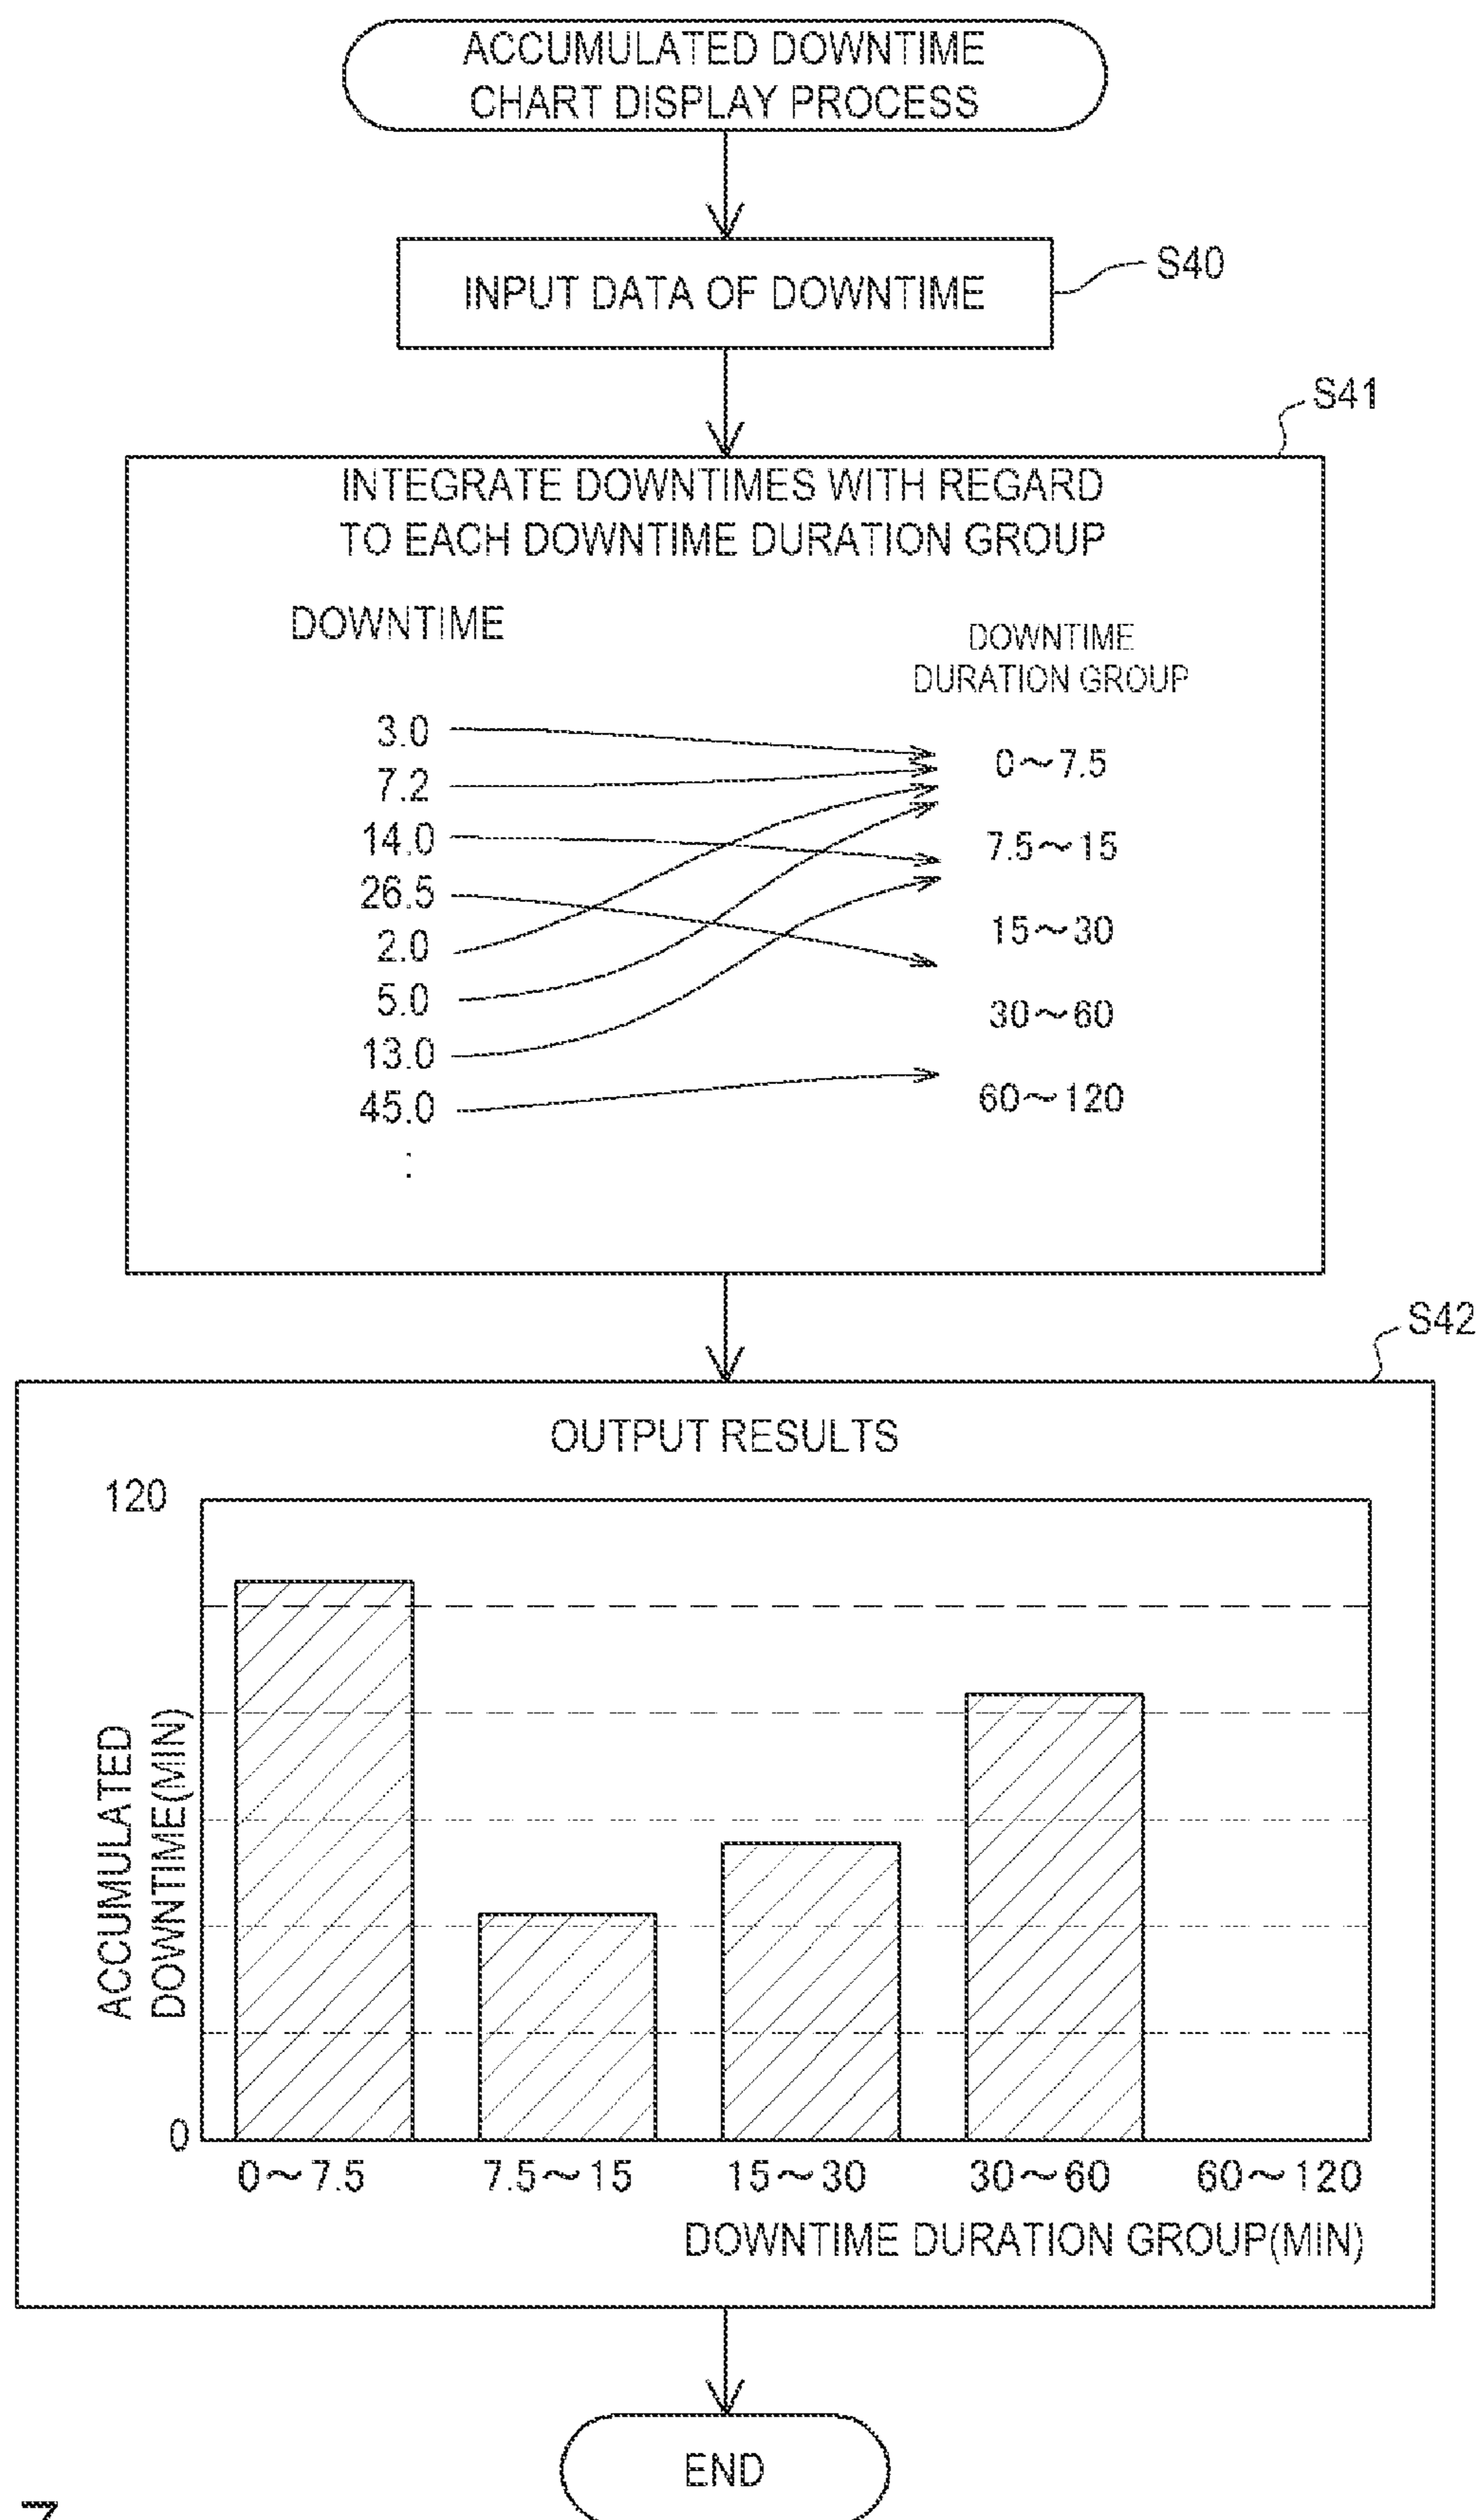 ACCUMULATED DOWNTIME
CHART DISPLAY PROCESS
INPUT DATA OF DOWNTIME
S40
S41
INTEGRATE DOWNTIMES WITH REGARD
TO EACH DOWNTIME DURATION GROUP
DOWNTIME
3.0
7.2
14.0
26.5
2.0
5.0
13.0
45.0
:
DOWNTIME
DURATION GROUP
0~7.5
7.5~15
15~30
30~60
60~120
S42
OUTPUT RESULTS
120
ACCUMULATED
DOWNTIME(MIN)
0
0~7.5 7.5~15 15~30 30~60 60~120
DOWNTIME DURATION GROUP(MIN)
END